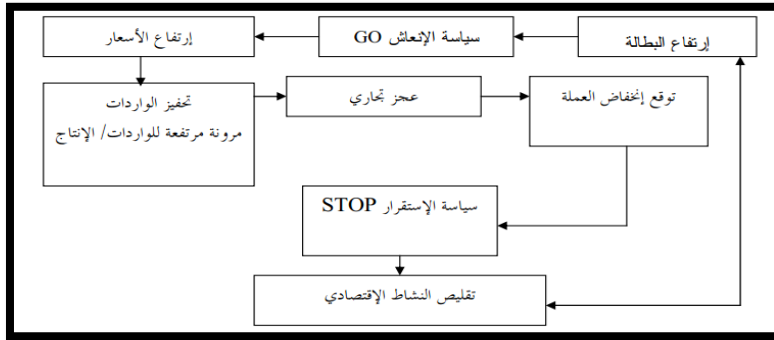 إرتفاع البطالة
سياسة الإنعاش GO
إرتفاع الأسعار
تحفيز الواردات
مرونة مرتفعة للواردات/ الإنتاج
عجز تجاري
توقع إنخفاض العملة
سياسة الإستقرار STOP
تقليص النشاط الإقتصادي